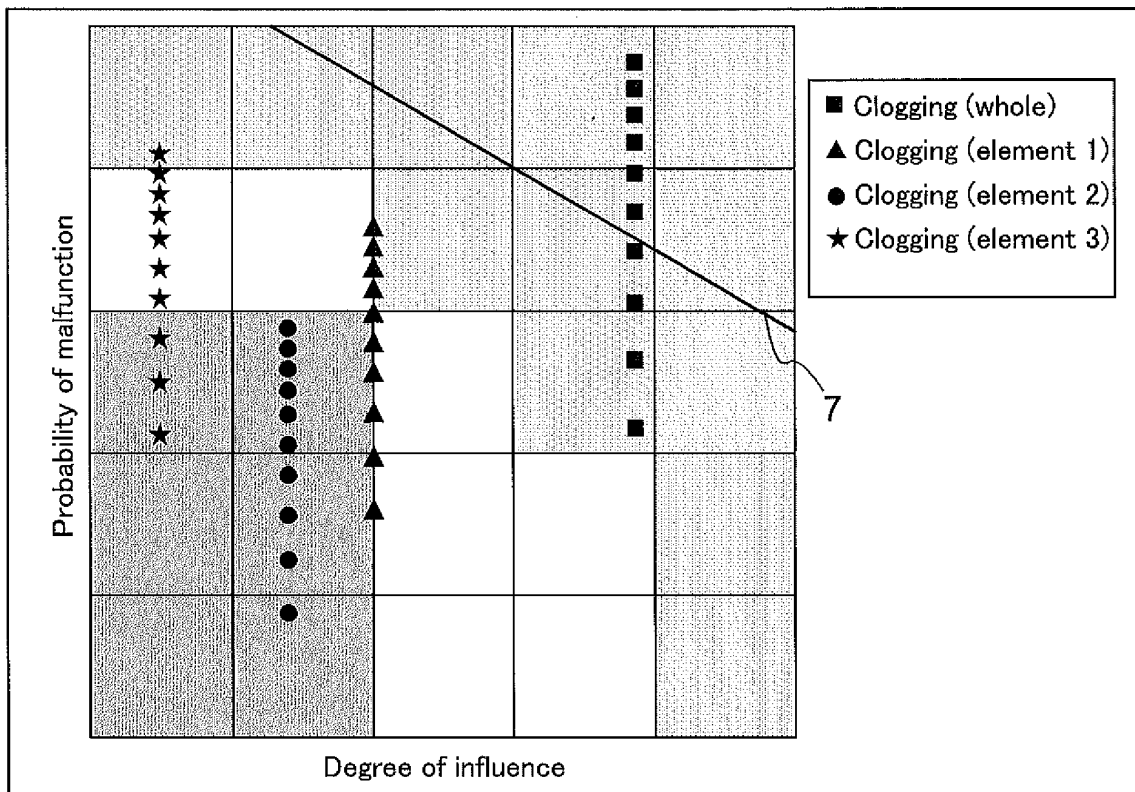 Probability of malfunction
Degree of influence
Clogging (whole)
Clogging (element 1)
Clogging (element 2)
Clogging (element 3)
7